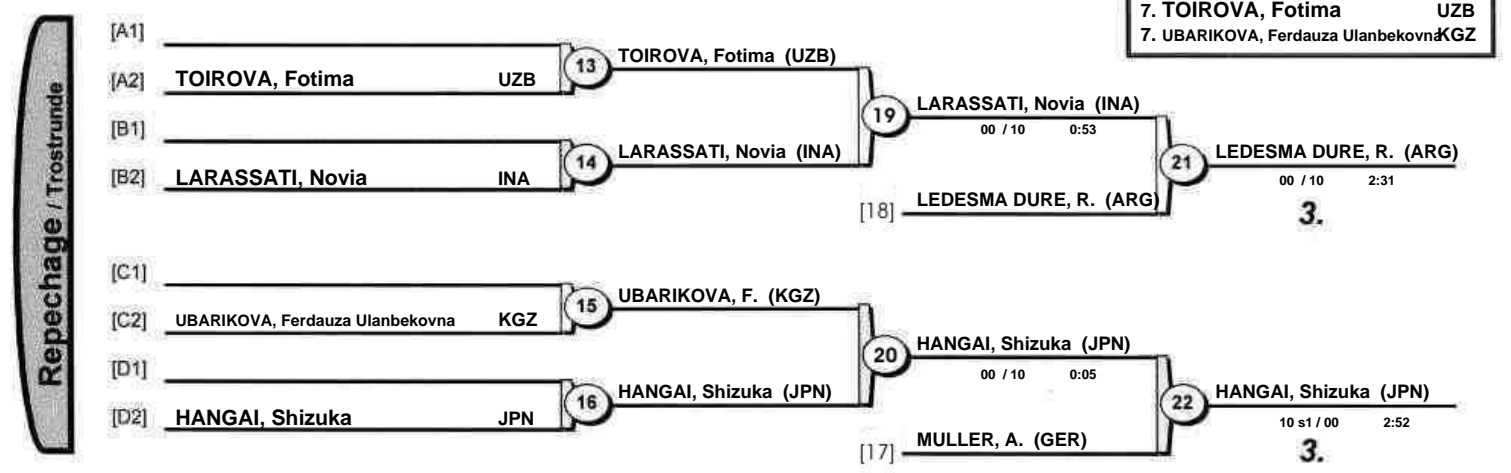 7. TOIROVA, Fotima UZB
7. UBARIKOVA, Ferdauza Ulanbekovna KGZ
Repechage / Trostrunde
[A1]
[A2] TOIROVA, Fotima UZB
13
TOIROVA, Fotima (UZB)
[B1]
[B2] LARASSATI, Novia INA
14
LARASSATI, Novia (INA)
19
LARASSATI, Novia (INA)
00 / 10 0:53
[18] LEDESMA DURE, R. (ARG)
21
LEDESMA DURE, R. (ARG)
00 / 10 2:31
3.
[C1]
[C2] UBARIKOVA, Ferdauza Ulanbekovna KGZ
15
UBARIKOVA, F. (KGZ)
[D1]
[D2] HANGAI, Shizuka JPN
16
HANGAI, Shizuka (JPN)
20
HANGAI, Shizuka (JPN)
00 / 10 0:05
[17] MULLER, A. (GER)
22
HANGAI, Shizuka (JPN)
10 s1 / 00 2:52
3.